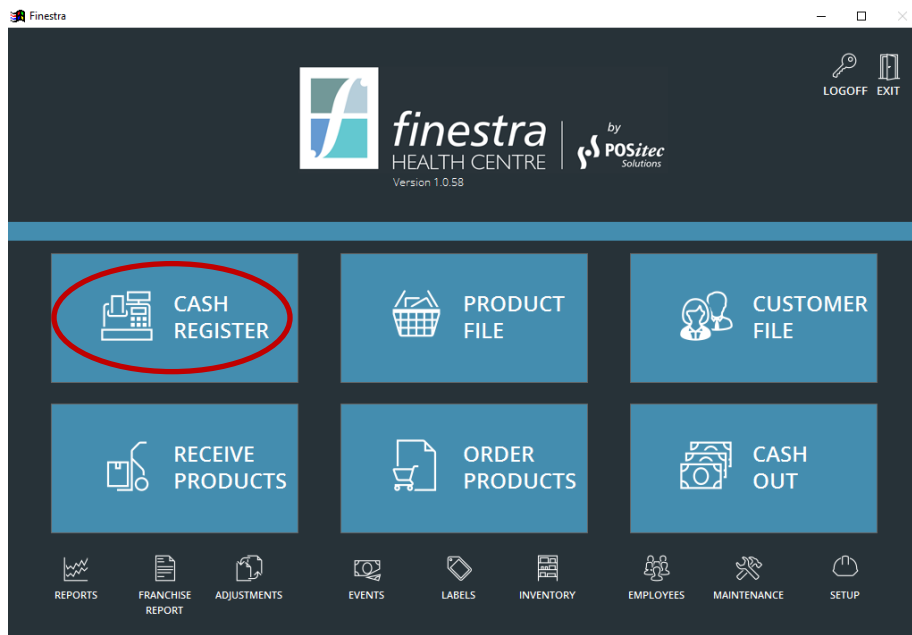 Finestra
LOGOFF EXIT
f
finestra
HEALTH CENTRE
by
POSitec
Solutions
Version 1.0.58
CASH
REGISTER
PRODUCT
FILE
CUSTOMER
FILE
RECEIVE
PRODUCTS
ORDER
PRODUCTS
CASH
OUT
REPORTS
FRANCHISE
REPORT
ADJUSTMENTS
EVENTS
LABELS
INVENTORY
EMPLOYEES
MAINTENANCE
SETUP